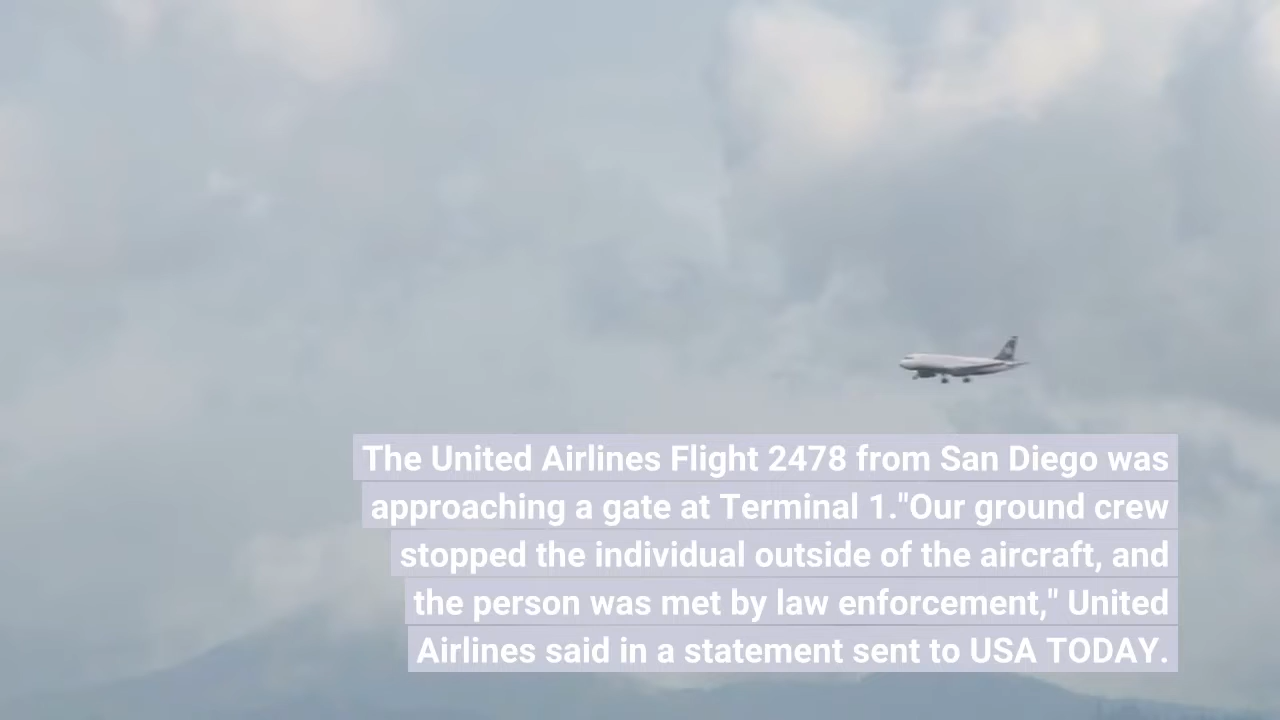 The United Airlines Flight 2478 from San Diego was
approaching a gate at Terminal 1."Our ground crew
stopped the individual outside of the aircraft, and
the person was met by law enforcement," United
Airlines said in a statement sent to USA TODAY.